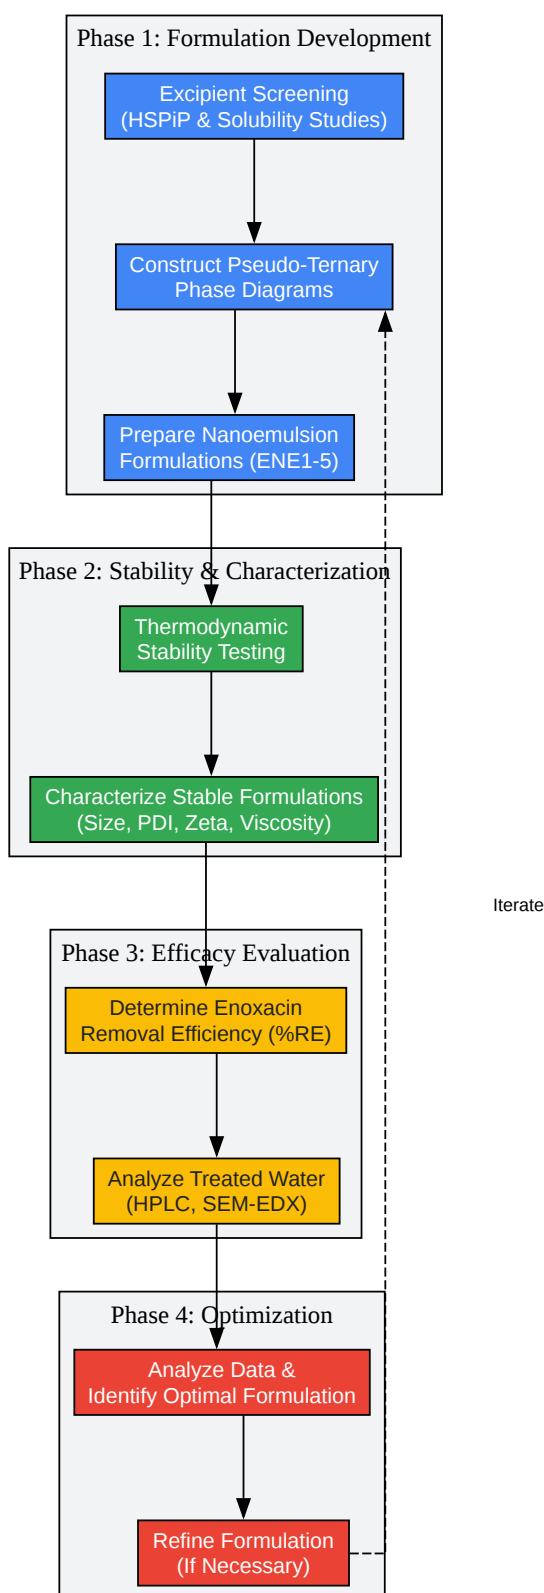 Phase 1: Formulation Development
Excipient Screening
(HSPiP & Solubility Studies)
Construct Pseudo-Ternary
Phase Diagrams
Prepare Nanoemulsion
Formulations (ENE1-5)
Phase 2: Stability & Characterization
Thermodynamic
Stability Testing
Characterize Stable Formulations
(Size, PDI, Zeta, Viscosity)
Iterate
Phase 3: Efficacy Evaluation
Determine Enoxacin
Removal Efficiency (%RE)
Analyze Treated Water
(HPLC, SEM-EDX)
Phase 4: Optimization
Analyze Data &
Identify Optimal Formulation
Refine Formulation
(If Necessary)